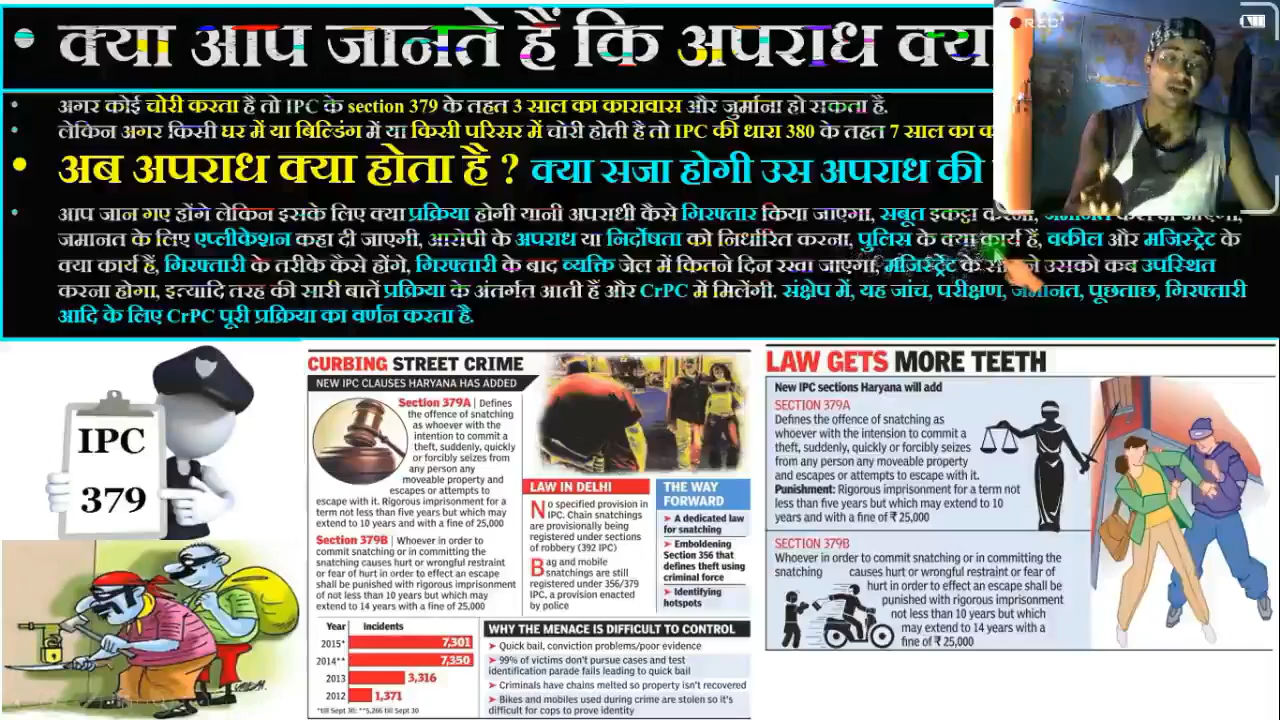 • क्या आप जानते हैं कि अपराध क्या
REC
• अगर कोई चोरी करता है तो IPC के section 379 के तहत 3 साल का कारावास और जुर्माना हो सकता है.
• लेकिन अगर किसी घर में या बिल्डिंग में या किसी परिसर में चोरी होती है तो IPC की धारा 380 के तहत 7 साल का
• अब अपराध क्या होता है ? क्या सजा होगी उस अपराध की
• आप जान गए होंग लेकिन इसके लिए क्या प्रक्रिया होगी यानी अपराधी कैसे गिरफ्तार किया जाएगा, सबूत इकट्ठा
जमानत के लिए एप्लीकेशन कहा दी जाएगी, आरोपी के अपराध या निर्दोषता को निर्धारित करना, पुलिस के क्या कार्य हैं, वकील और मजिस्ट्रेट के
क्या कार्य हैं, गिरफ्तारी के तरीके कैसे होंगे, गिरफ्तारी के बाद व्यक्ति जेल में कितने दिन रखा जाएगा, मजिस्ट्रेट के उसको कब उपस्थित
करना होगा, इत्यादि तरह की सारी बातें प्रक्रिया के अंतर्गत आती हैं और CrPC में मिलेंगी. संक्षेप में, यह जांच, परीक्षण, जमानत, पूछताछ, गिरफ्तारी
आदि के लिए CrPC पूरी प्रक्रिया का वर्णन करता है.
IPC
379
CURBING STREET CRIME
NEW IPC CLAUSES HARYANA HAS ADDED
Section 379A | Defines
the offence of snatching
as whoever with the
intention to commit a
theft, suddenly, quickly
or forcibly seizes from
any person any
moveable property and
escapes or attempts to
escape with it. Rigorous imprisonment for a
term not less than five years but which may
extend to 10 years and with a fine of 25,000
Section 379B | Whoever in order to
commit snatching or in committing the
snatching causes hurt or wrongful restraint
or fear of hurt in order to effect an escape
shall be punished with rigorous imprisonment
of not less than 10 years but which may
extend to 14 years with a fine of 25,000
LAW IN DELHI
No specified provision in
IPC. Chain snatchings
are provisionally being
registered under sections
of robbery (392 IPC)
Bag and mobile
snatchings are still
registered under 356/379
IPC, a provision enacted
by police
THE WAY
FORWARD
➤ A dedicated law
for snatching
➤ Emboldening
Section 356 that
defines theft using
criminal force
➤ Identifying
hotspots
Year Incidents
2015* 7,301
2014** 7,350
2013 3,316
2012 1,371
*till Sept 30; **5,266 till Sept 30
WHY THE MENACE IS DIFFICULT TO CONTROL
➤ Quick bail, conviction problems/poor evidence
➤ 99% of victims don't pursue cases and test
identification parade fails leading to quick bail
➤ Criminals have chains melted so property isn't recovered
➤ Bikes and mobiles used during crime are stolen so it's
difficult for cops to prove identity
LAW GETS MORE TEETH
New IPC sections Haryana will add
SECTION 379A
Defines the offence of snatching as
whoever with the intention to commit a
theft, suddenly, quickly or forcibly seizes
from any person any moveable property
and escapes or attempts to escape with it.
Punishment: Rigorous imprisonment for a term not
less than five years but which may extend to 10
years and with a fine of ₹ 25,000
SECTION 379B
Whoever in order to commit snatching or in committing the
snatching causes hurt or wrongful restraint or fear of
hurt in order to effect an escape shall be
punished with rigorous imprisonment
not less than 10 years but which
may extend to 14 years with a
fine of ₹ 25,000